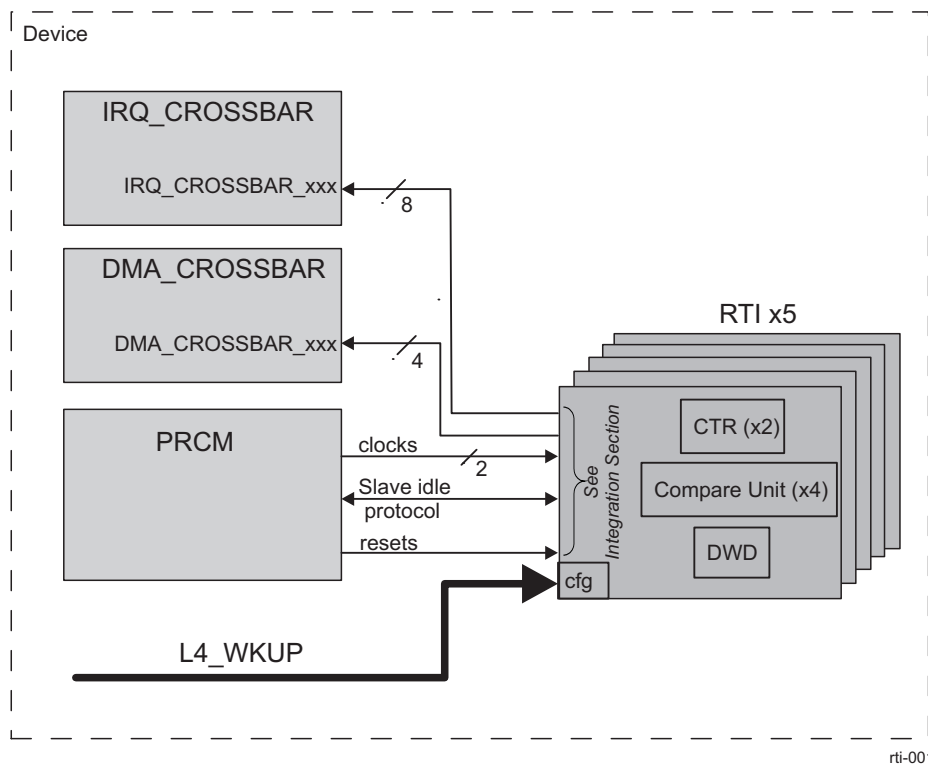 Device
IRQ_CROSSBAR
IRQ_CROSSBAR_xxx
8
DMA_CROSSBAR
DMA_CROSSBAR_xxx
4
RTI x5
PRCM
clocks
2
Slave idle
protocol
resets
See
Integration Section
CTR (x2)
Compare Unit (x4)
DWD
cfg
L4_WKUP
rti-001